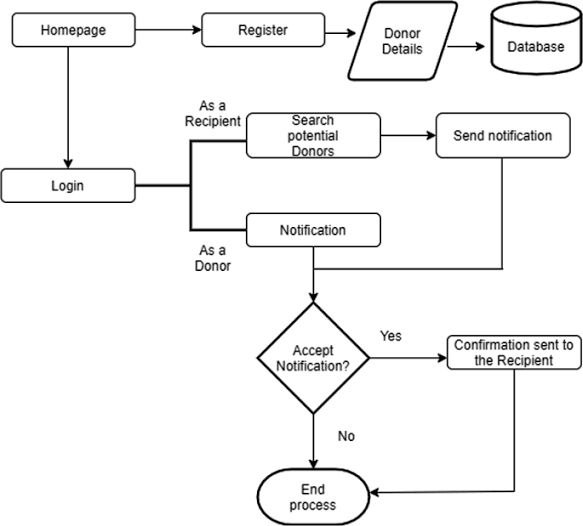 Homepage
Register
Donor
Details
Database
As a
Recipient
Search
potential
Donors
Send notification
Login
Notification
As a
Donor
Accept
Notification?
Yes
Confirmation sent to
the Recipient
No
End
process